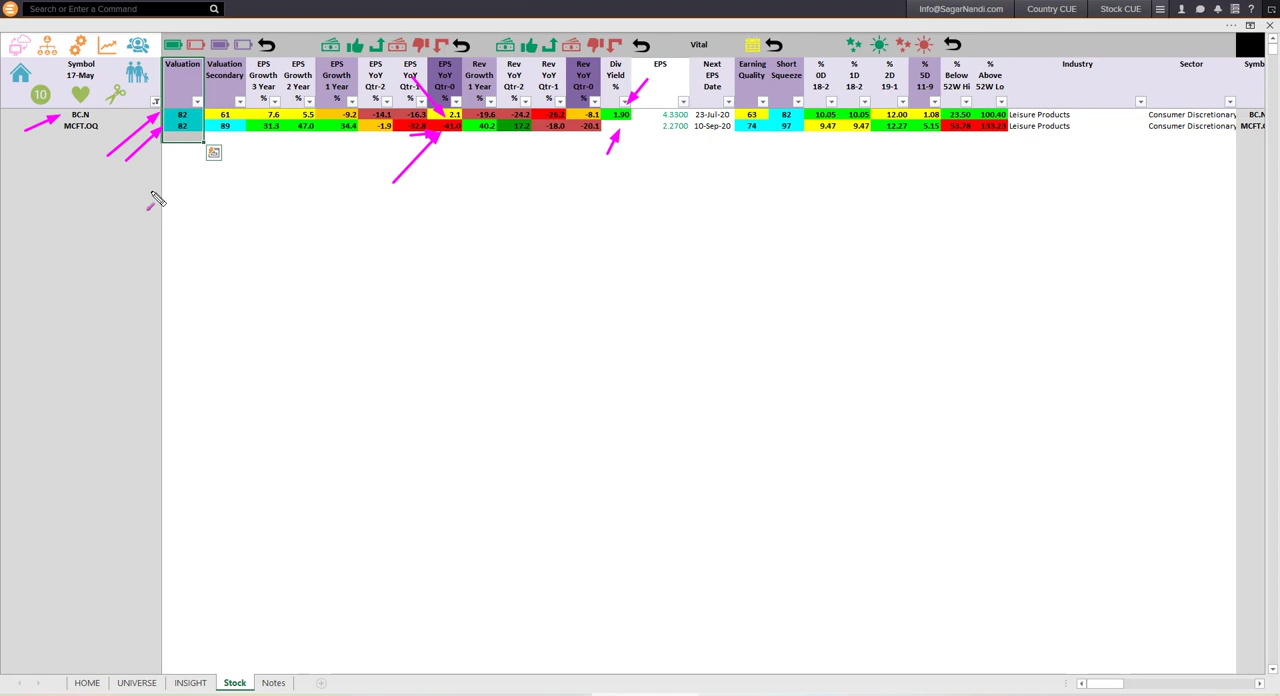 Search or Enter a Command Info@SagarNandi.com Country CUE Stock CUE ?
Vital
Symbol Valuation Valuation EPS EPS EPS EPS EPS EPS Rev Rev Rev Rev Div EPS Next Earning Short % % % % % % Industry Sector Symb
17-May Secondary Growth Growth Growth YoY YoY YoY Growth YoY YoY YoY Yield EPS Quality Squeeze 0D 1D 2D 5D Below Above
3 Year 2 Year 1 Year Qtr-2 Qtr-1 Qtr-0 1 Year Qtr-2 Qtr-1 Qtr-0 % Date 18-2 18-2 19-1 11-9 52W Hi 52W Lo
10 % % % % % % % % % %
BC.N 82 61 7.6 5.5 -9.2 -14.1 -16.3 2.1 -19.6 -24.2 -26.2 -8.1 1.90 4.3300 23-Jul-20 63 82 10.05 10.05 12.00 1.08 23.50 100.40 Leisure Products Consumer Discretionary BC.N
MCFT.OQ 82 89 31.3 47.0 34.4 -1.9 -32.8 -41.0 40.2 17.2 -18.0 -20.1 2.2700 10-Sep-20 74 97 9.47 9.47 12.27 5.15 Leisure Products Consumer Discretionary
HOME UNIVERSE INSIGHT Stock Notes